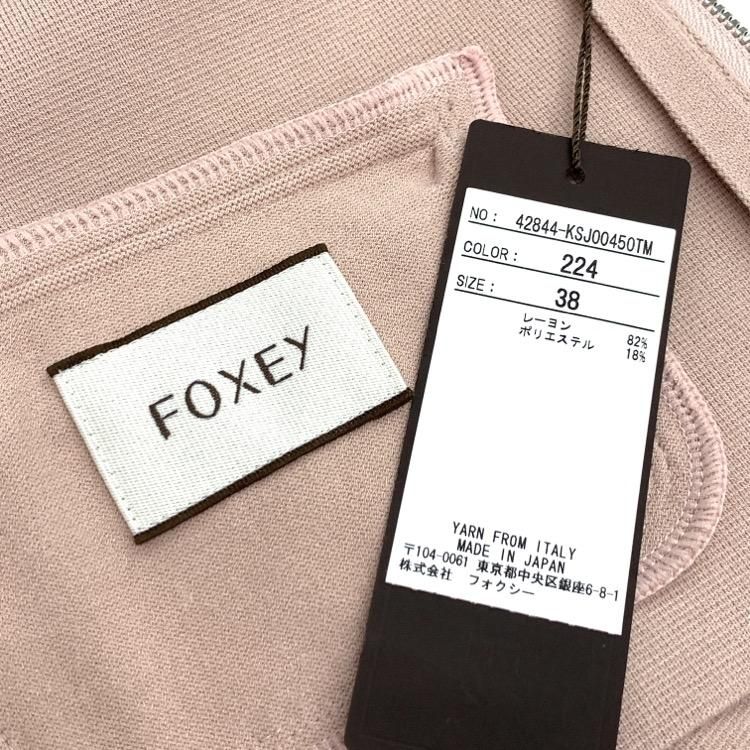 FOXEY
NO: 42844-KSJ00450TM
COLOR: 224
SIZE: 38
レーヨン 82%
ポリエステル 18%
YARN FROM ITALY
MADE IN JAPAN
〒104-0061 東京都中央区銀座6-8-1
株式会社 フオクシー